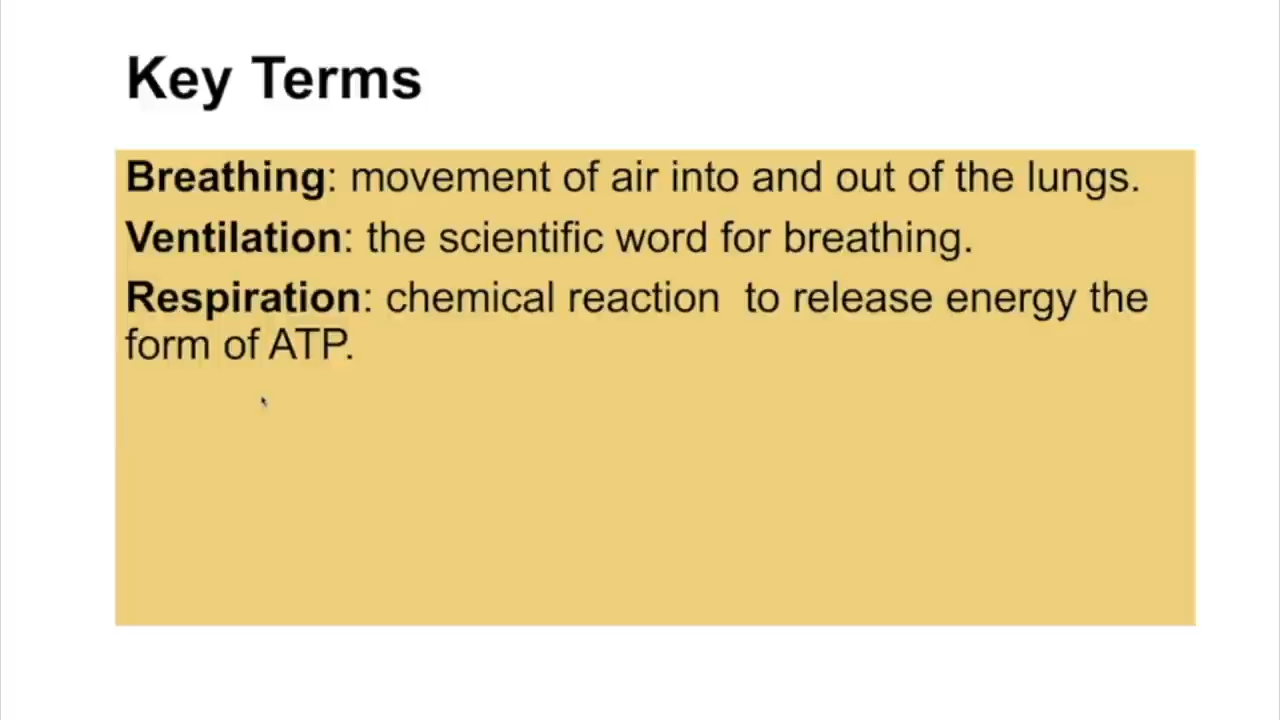 Key Terms
Breathing: movement of air into and out of the lungs.
Ventilation: the scientific word for breathing.
Respiration: chemical reaction  to release energy the
form of ATP.